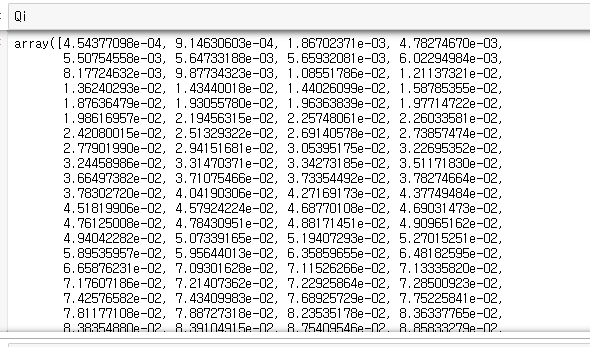 Qi
array([4.54377098e-04, 9.14630603e-04, 1.86702371e-03, 4.78274670e-03,
5.50754558e-03, 5.64733188e-03, 5.65932081e-03, 6.02294984e-03,
8.17724632e-03, 9.87734323e-03, 1.08551786e-02, 1.21137321e-02,
1.36240293e-02, 1.43440018e-02, 1.44026099e-02, 1.58785355e-02,
1.87636479e-02, 1.93055780e-02, 1.96363839e-02, 1.97714722e-02,
1.98616957e-02, 2.19456315e-02, 2.25748061e-02, 2.26033581e-02,
2.42080015e-02, 2.51329322e-02, 2.69140578e-02, 2.73857474e-02,
2.77901990e-02, 2.94151681e-02, 3.05395175e-02, 3.22695352e-02,
3.24458986e-02, 3.31470371e-02, 3.34273185e-02, 3.51171830e-02,
3.66497382e-02, 3.71075466e-02, 3.73354492e-02, 3.78274664e-02,
3.78302720e-02, 4.04190306e-02, 4.27169173e-02, 4.37749484e-02,
4.51819906e-02, 4.57924224e-02, 4.68770108e-02, 4.69031473e-02,
4.76125008e-02, 4.78430951e-02, 4.88171451e-02, 4.90965162e-02,
4.94042282e-02, 5.07339165e-02, 5.19407293e-02, 5.27015251e-02,
5.89535957e-02, 5.95644013e-02, 6.35859655e-02, 6.48182595e-02,
6.65876231e-02, 7.09301628e-02, 7.11526266e-02, 7.13335820e-02,
7.17607186e-02, 7.21407362e-02, 7.22925864e-02, 7.28500923e-02,
7.42576582e-02, 7.43409983e-02, 7.68925729e-02, 7.75225841e-02,
7.81177108e-02, 7.88727318e-02, 8.23535178e-02, 8.36337765e-02,
8.38354880e-02, 8.39104915e-02, 8.75409546e-02, 8.85833279e-02,